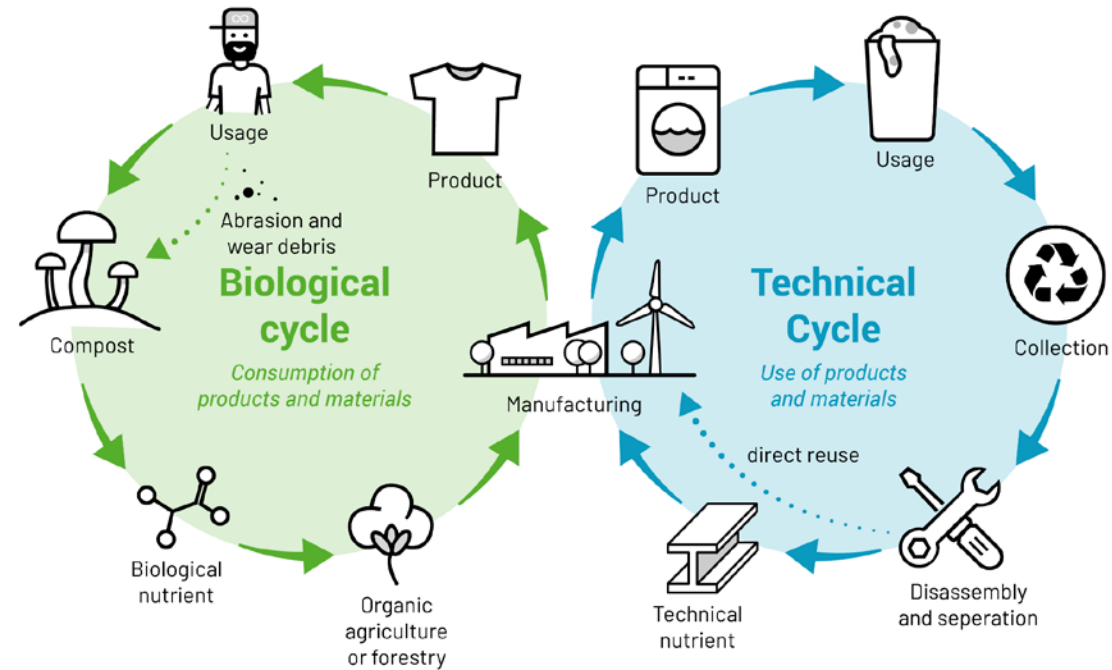 Usage
Product
Abrasion and
wear debris
Biological
cycle
Consumption of
products and materials
Compost
Biological
nutrient
Organic
agriculture
or forestry
Manufacturing
Product
Usage
Technical
Cycle
Use of products
and materials
Collection
direct reuse
Disassembly
and seperation
Technical
nutrient